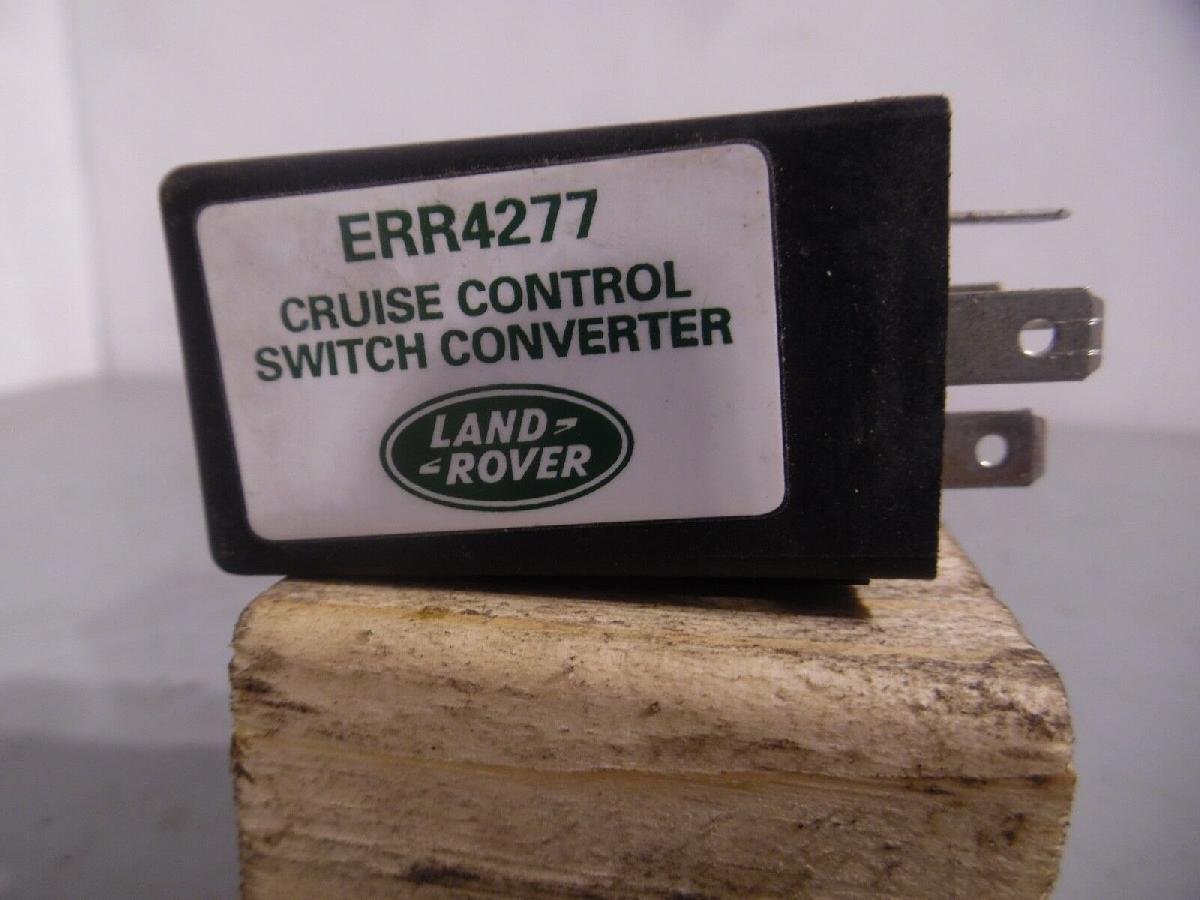 ERR4277
CRUISE CONTROL
SWITCH CONVERTER
LAND
ROVER